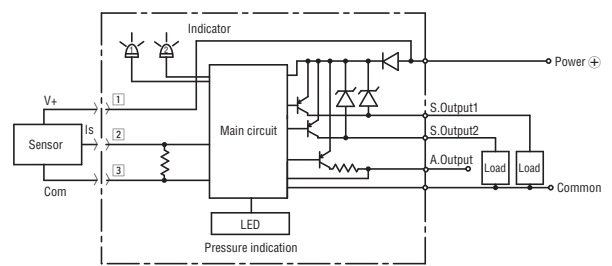 Indicator
1
2
Power ⊕
V+
1
S.Output1
Is
2
Main circuit
S.Output2
Sensor
A.Output
Load
Load
Com
3
Common
LED
Pressure indication